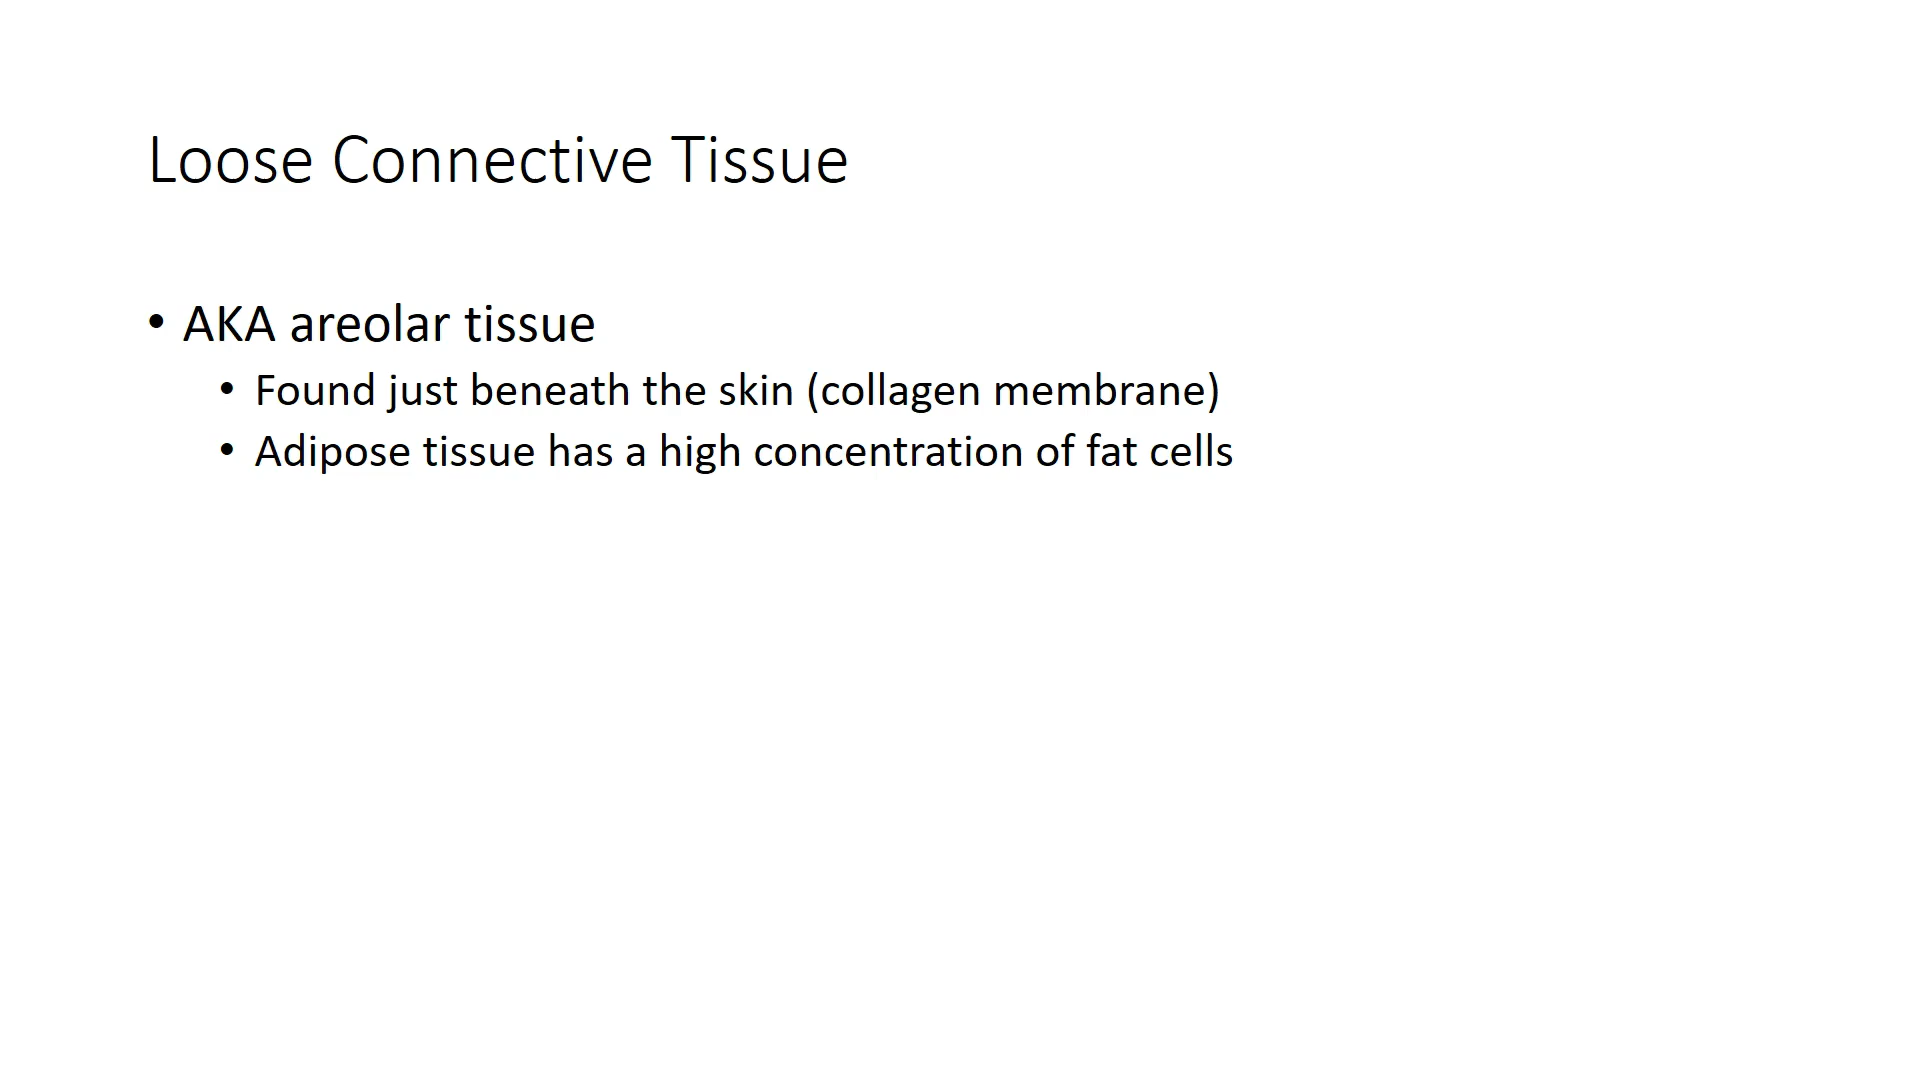 Loose Connective Tissue
• AKA areolar tissue
• Found just beneath the skin (collagen membrane)
• Adipose tissue has a high concentration of fat cells